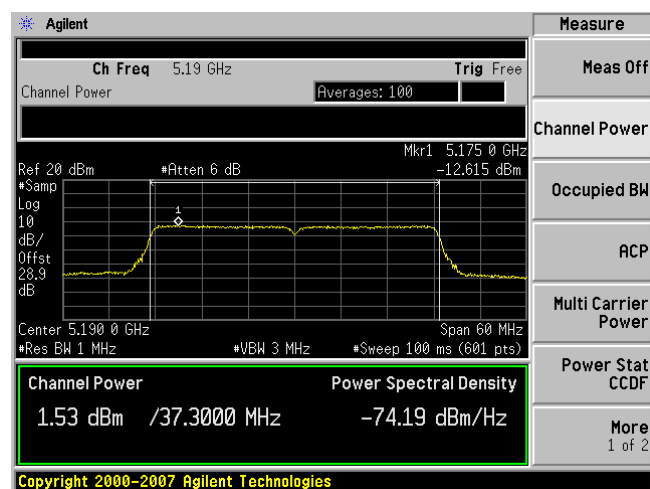 Agilent
Measure
Ch Freq 5.19 GHz Trig Free
Channel Power Averages: 100
Mkr1 5.175 0 GHz
Ref 20 dBm #Atten 6 dB -12.615 dBm
#Samp
Log
10
dB/
Offst
28.9
dB
1
Center 5.190 0 GHz Span 60 MHz
#Res BW 1 MHz #VBW 3 MHz #Sweep 100 ms (601 pts)
Channel Power Power Spectral Density
1.53 dBm /37.3000 MHz -74.19 dBm/Hz
Copyright 2000-2007 Agilent Technologies
Meas Off
Channel Power
Occupied BW
ACP
Multi Carrier
Power
Power Stat
CCDF
More
1 of 2